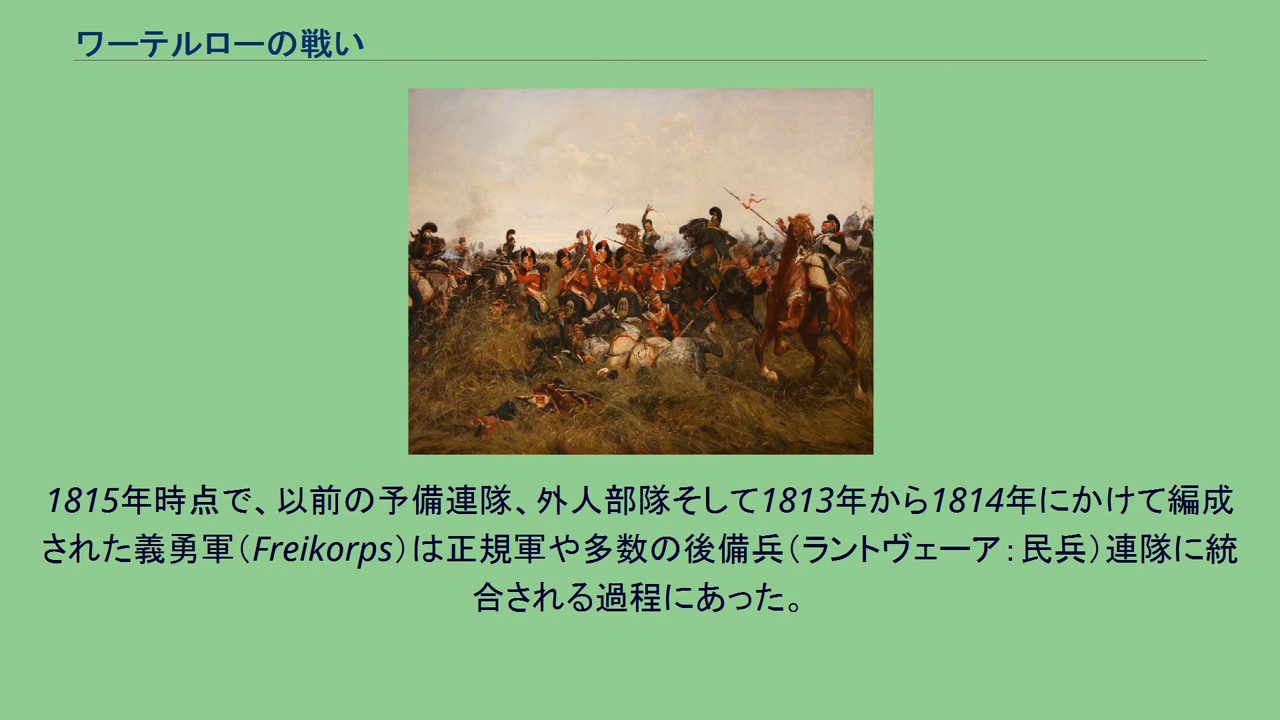 ワーテルローの戦い
1815年時点で、以前の予備連隊、外人部隊そして1813年から1814年にかけて編成
された義勇軍（Freikorps）は正規軍や多数の後備兵（ラントヴェーア：民兵）連隊に統
合される過程にあった。